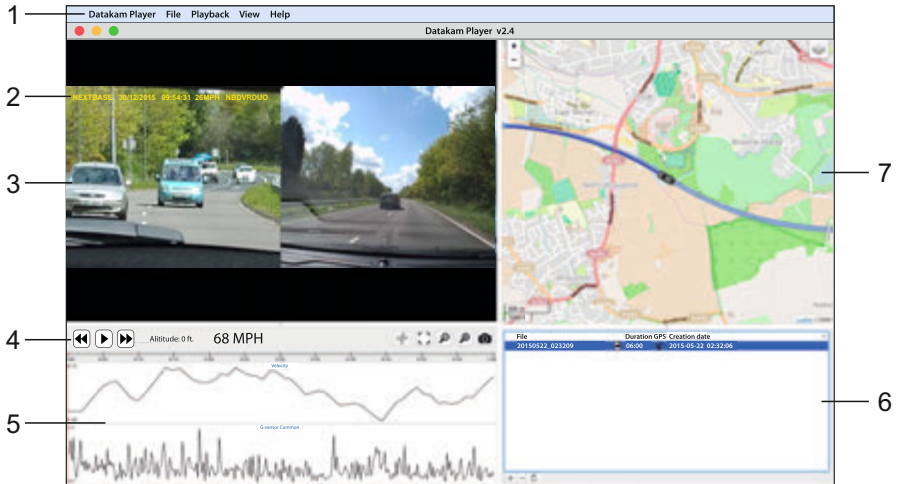 1
Datakam Player File Playback View Help
Datakam Player v2.4
2
NEXTBASE 30/12/2015 09:54:31 26MPH NBDVRDUO
3
7
4
Alititude: 0 ft. 68 MPH
File Duration GPS Creation date
20150522_023209 06:00 2015-05-22 02:32:06
Velocity
5
G-sensor Common
6